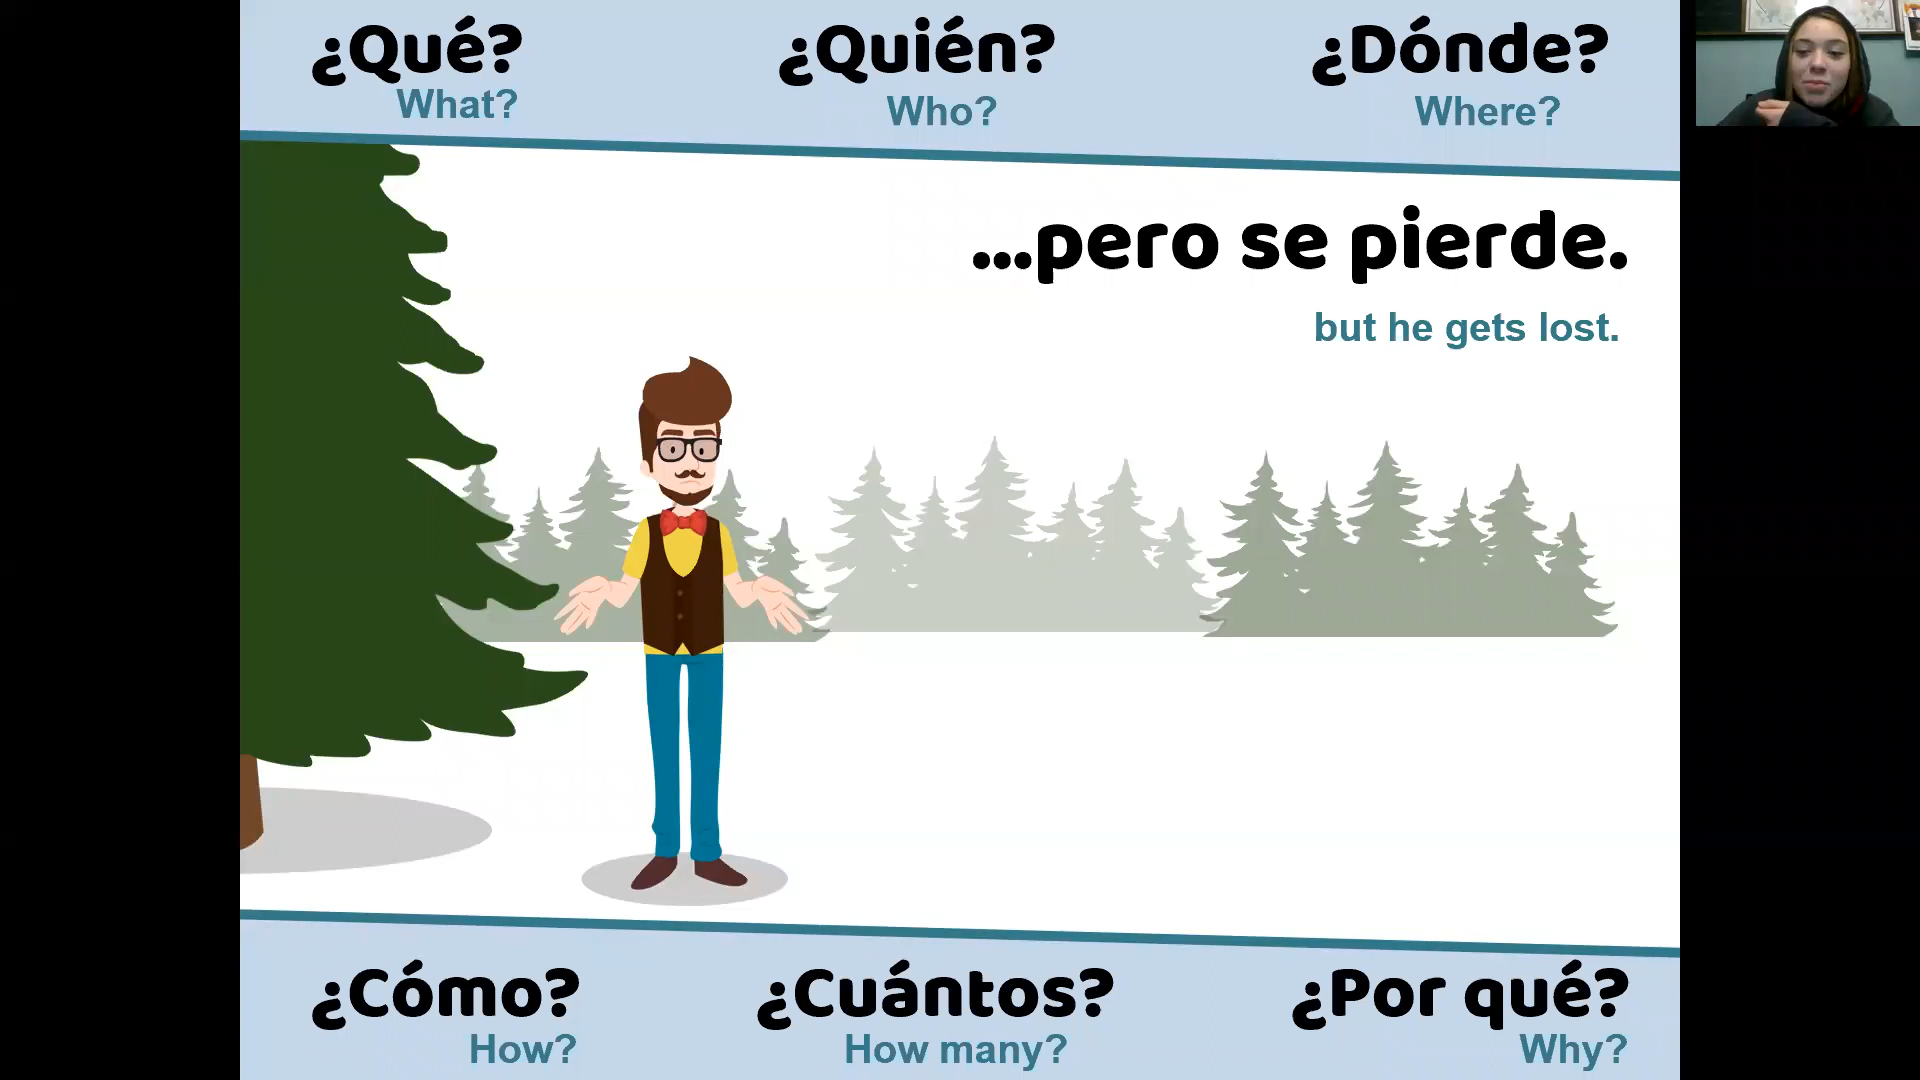 ¿Qué? ¿Quién? ¿Dónde?
What? Who? Where?
...pero se pierde.
but he gets lost.
¿Cómo? ¿Cuántos? ¿Por qué?
How? How many? Why?